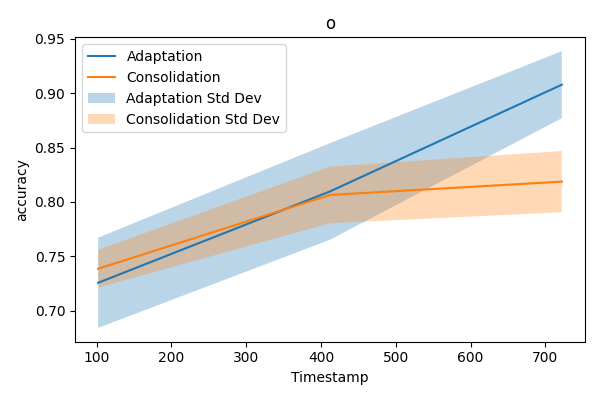 o
0.95
0.90
0.85
0.80
0.75
0.70
accuracy
Adaptation
Consolidation
Adaptation Std Dev
Consolidation Std Dev
100 200 300 400 500 600 700
Timestamp